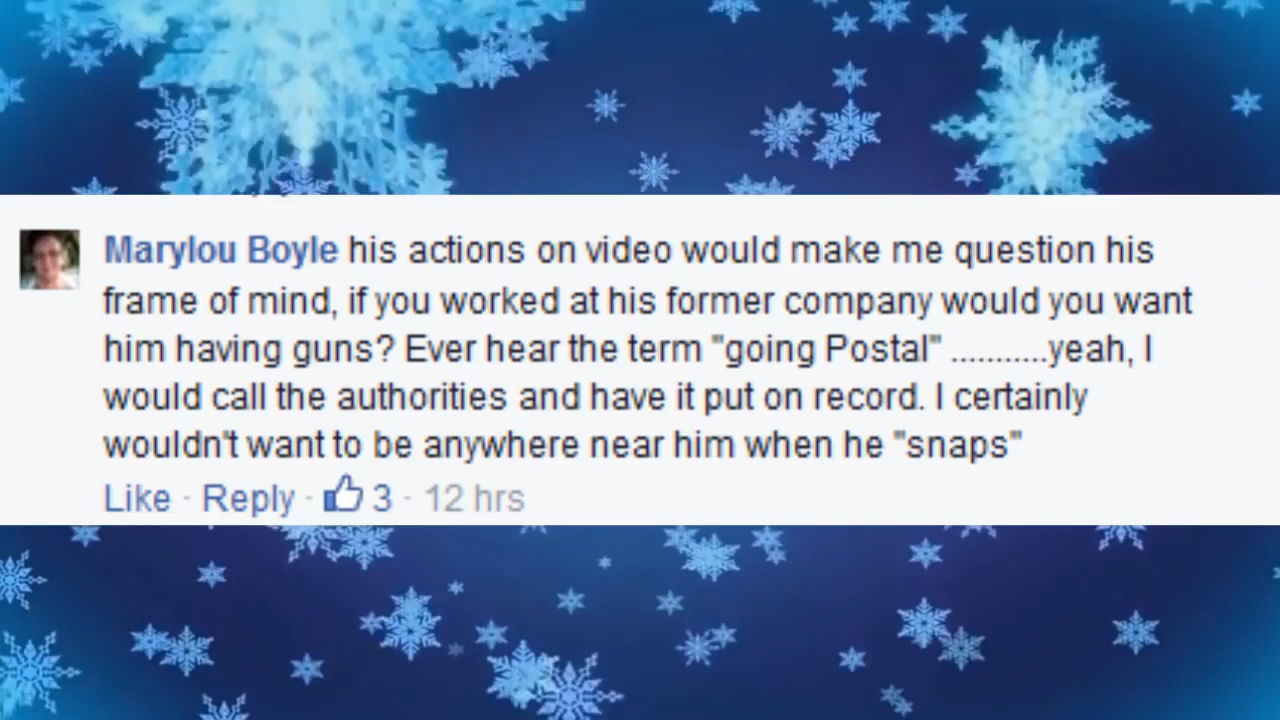 Marylou Boyle his actions on video would make me question his
frame of mind, if you worked at his former company would you want
him having guns? Ever hear the term "going Postal" ...........yeah, I
would call the authorities and have it put on record. I certainly
wouldn't want to be anywhere near him when he "snaps"
Like · Reply · 3 · 12 hrs